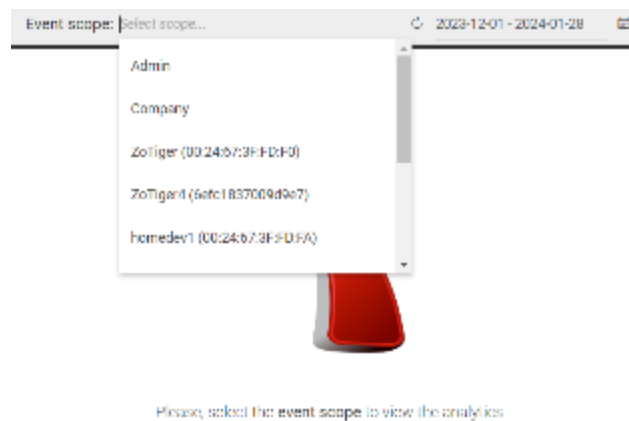 Event scope: Select scope... 2023-12-01 - 2024-01-28
Admin
Company
ZoTiger (00:24:67:3F:FD:F0)
ZoTiger4 (6efc1837009d9e7)
homedev1 (00:24:67:3F:FD:FA)
Please, select the event scope to view the analytics